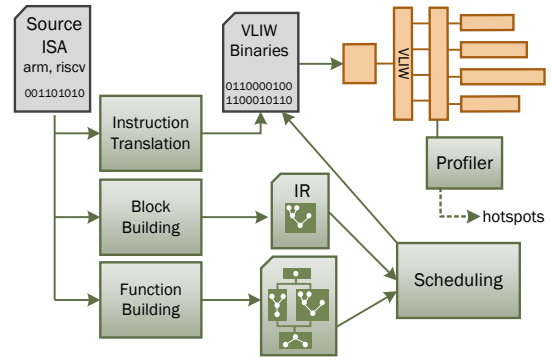 Source
ISA
arm, riscv
001101010
VLIW
Binaries
0110000100
1100010110
VLIW
Instruction
Translation
Profiler
hotspots
Block
Building
IR
Function
Building
Scheduling